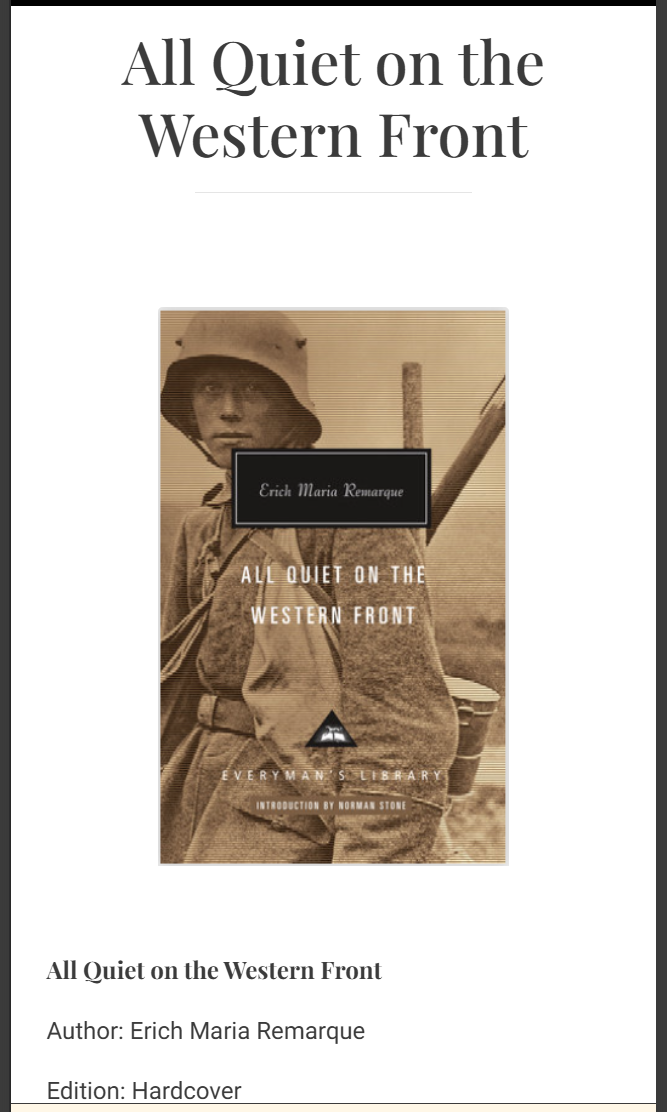 All Quiet on the
Western Front
Erich Maria Remarque
ALL QUIET ON THE
WESTERN FRONT
EVERYMAN'S LIBRARY
INTRODUCTION BY NORMAN STONE
All Quiet on the Western Front
Author: Erich Maria Remarque
Edition: Hardcover